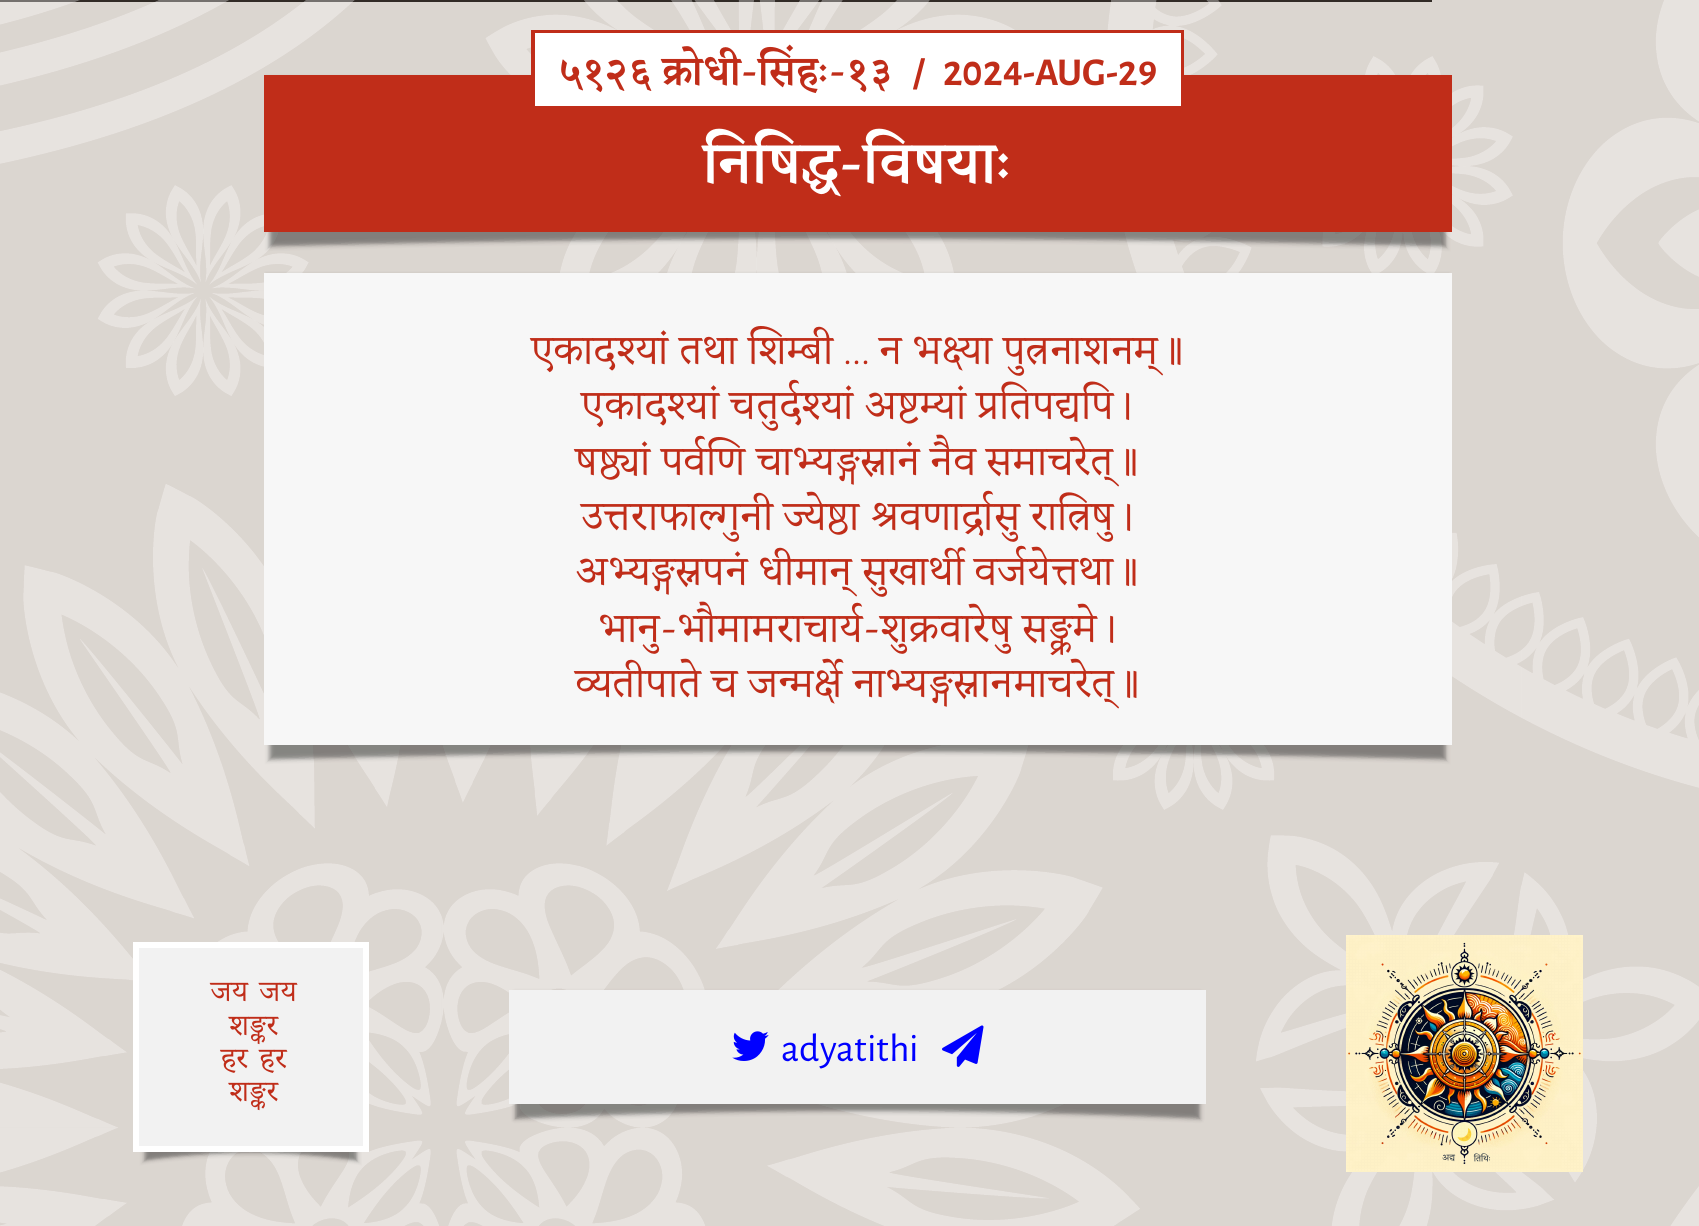 ५१२६ क्रोधी-सिंहः-१३ / 2024-AUG-29
निषिद्ध-विषयाः
एकादश्यां तथा शिम्बी ... न भक्ष्या पुत्रनाशनम् ॥
एकादश्यां चतुर्दश्यां अष्टम्यां प्रतिपद्यपि ।
षष्ठ्यां पर्वणि चाभ्यङ्गस्नानं नैव समाचरेत् ॥
उत्तराफाल्गुनी ज्येष्ठा श्रवणार्द्रासु रात्रिषु ।
अभ्यङ्गस्नपनं धीमान् सुखार्थी वर्जयेत्तथा ॥
भानु-भौमामराचार्य-शुक्रवारेषु सङ्क्रमे ।
व्यतीपाते च जन्मर्क्षे नाभ्यङ्गस्नानमाचरेत् ॥
जय जय
शङ्कर
हर हर
शङ्कर
adyatithi
अद्य तिथिः